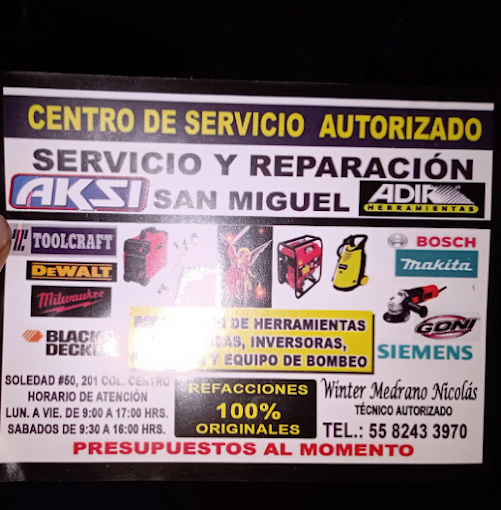 CENTRO DE SERVICIO AUTORIZADO
SERVICIO Y REPARACIÓN
AKSI SAN MIGUEL ADIR
HERRAMIENTAS
TOOLCRAFT
DEWALT
Milwaukee
BLACK&
DECKER
BOSCH
makita
GONI
SIEMENS
DE HERRAMIENTAS
INVERSORAS,
Y EQUIPO DE BOMBEO
SOLEDAD #50, 201 COL. CENTRO
HORARIO DE ATENCIÓN
LUN. A VIE. DE 9:00 A 17:00 HRS.
SABADOS DE 9:30 A 16:00 HRS.
REFACCIONES
100%
ORIGINALES
Winter Medrano Nicolás
TÉCNICO AUTORIZADO
TEL.: 55 8243 3970
PRESUPUESTOS AL MOMENTO